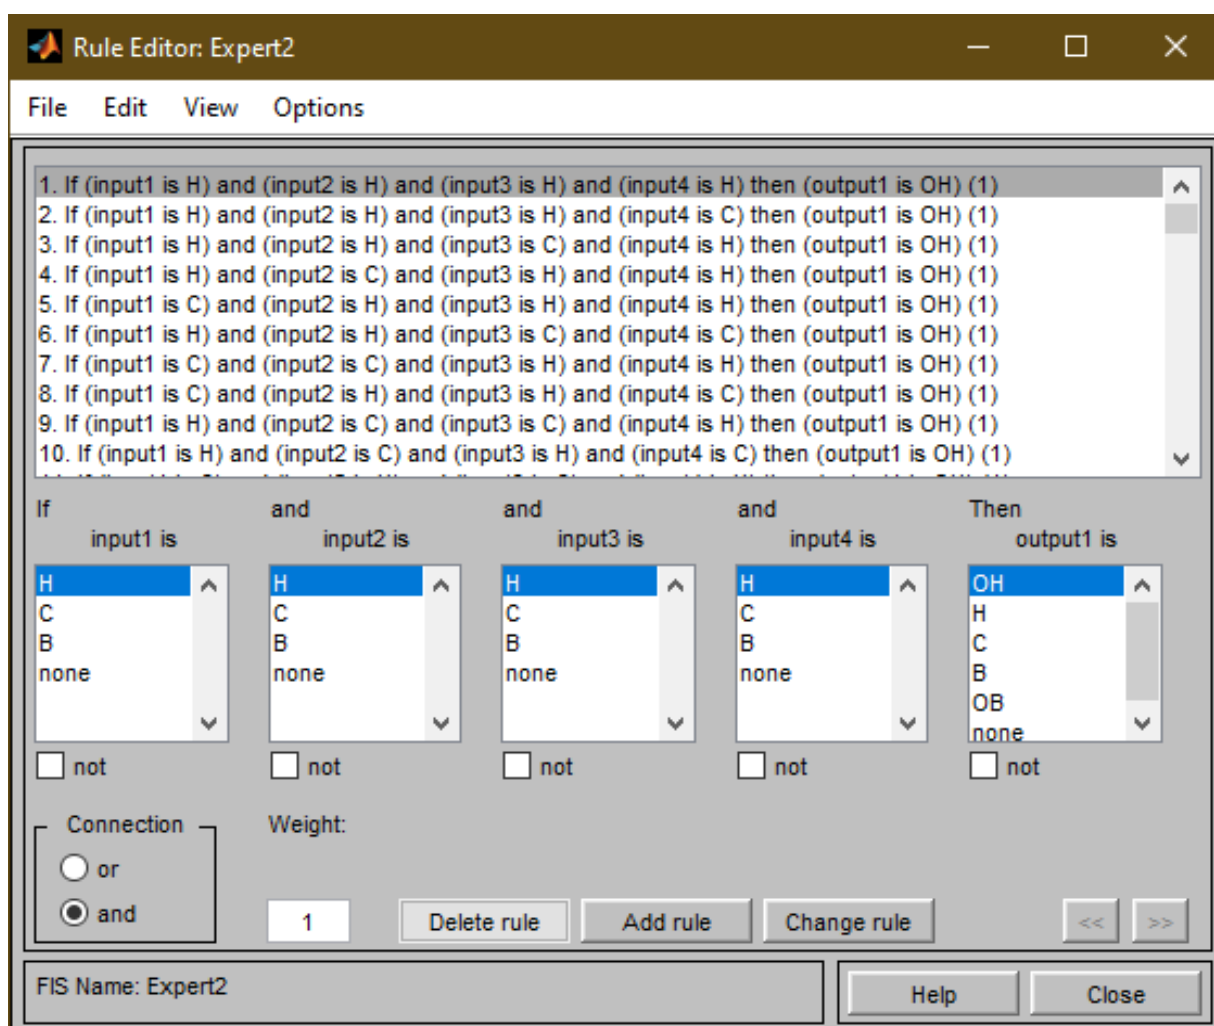 Rule Editor: Expert2
File Edit View Options
1. If (input1 is H) and (input2 is H) and (input3 is H) and (input4 is H) then (output1 is OH) (1)
2. If (input1 is H) and (input2 is H) and (input3 is H) and (input4 is C) then (output1 is OH) (1)
3. If (input1 is H) and (input2 is H) and (input3 is C) and (input4 is H) then (output1 is OH) (1)
4. If (input1 is H) and (input2 is C) and (input3 is H) and (input4 is H) then (output1 is OH) (1)
5. If (input1 is C) and (input2 is H) and (input3 is H) and (input4 is H) then (output1 is OH) (1)
6. If (input1 is H) and (input2 is H) and (input3 is C) and (input4 is C) then (output1 is OH) (1)
7. If (input1 is C) and (input2 is C) and (input3 is H) and (input4 is H) then (output1 is OH) (1)
8. If (input1 is C) and (input2 is H) and (input3 is H) and (input4 is C) then (output1 is OH) (1)
9. If (input1 is H) and (input2 is C) and (input3 is C) and (input4 is H) then (output1 is OH) (1)
10. If (input1 is H) and (input2 is C) and (input3 is H) and (input4 is C) then (output1 is OH) (1)
If and and and Then
input1 is input2 is input3 is input4 is output1 is
H H H H OH
C C C C H
B B B B C
none none none none B
OB
none
not not not not not
Connection Weight:
or
and 1 Delete rule Add rule Change rule << >>
FIS Name: Expert2 Help Close